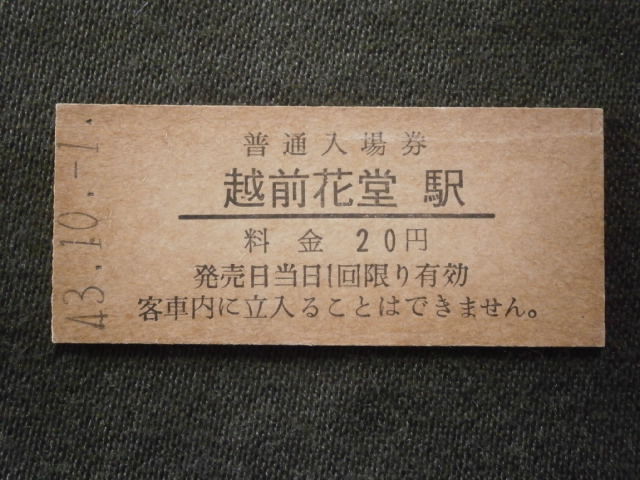 43.10.-1.
普通入場券
越前花堂 駅
料金 20円
発売日当日1回限り有効
客車内に立入ることはできません。